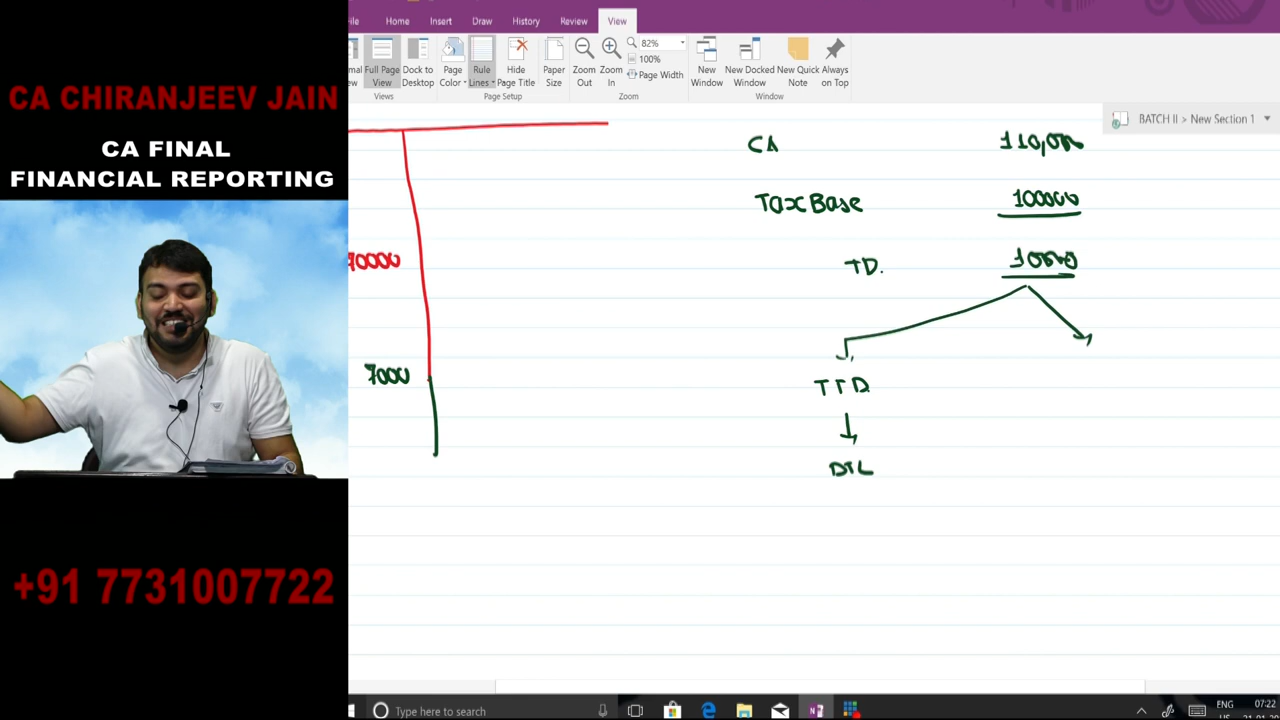 CA CHIRANJEEV JAIN
CA FINAL
FINANCIAL REPORTING
+91 7731007722
File Home Insert Draw History Review View
Normal View
Full Page View
Dock to Desktop
Views
Page Color
Rule Lines
Hide Page Title
Paper Size
Page Setup
Zoom Out
Zoom In
82%
100%
Page Width
Zoom
New Window
New Docked Window
New Quick Note
Always on Top
Window
BATCH II > New Section 1
CA 110,000
Tax Base 100000
TD. 10000
TTD
DTL
7000
Type here to search
ENG
US
07:22